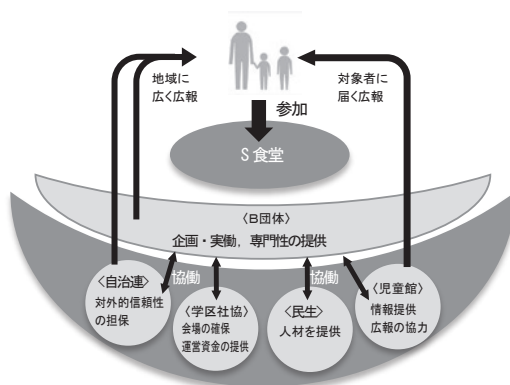 地域に
広く広報
対象者に
届く広報
参加
S 食堂
〈B団体〉
企画・実働，専門性の提供
協働
協働
〈自治連〉
対外的信頼性
の担保
〈学区社協〉
会場の確保
運営資金の提供
〈民生〉
人材を提供
〈児童館〉
情報提供
広報の協力